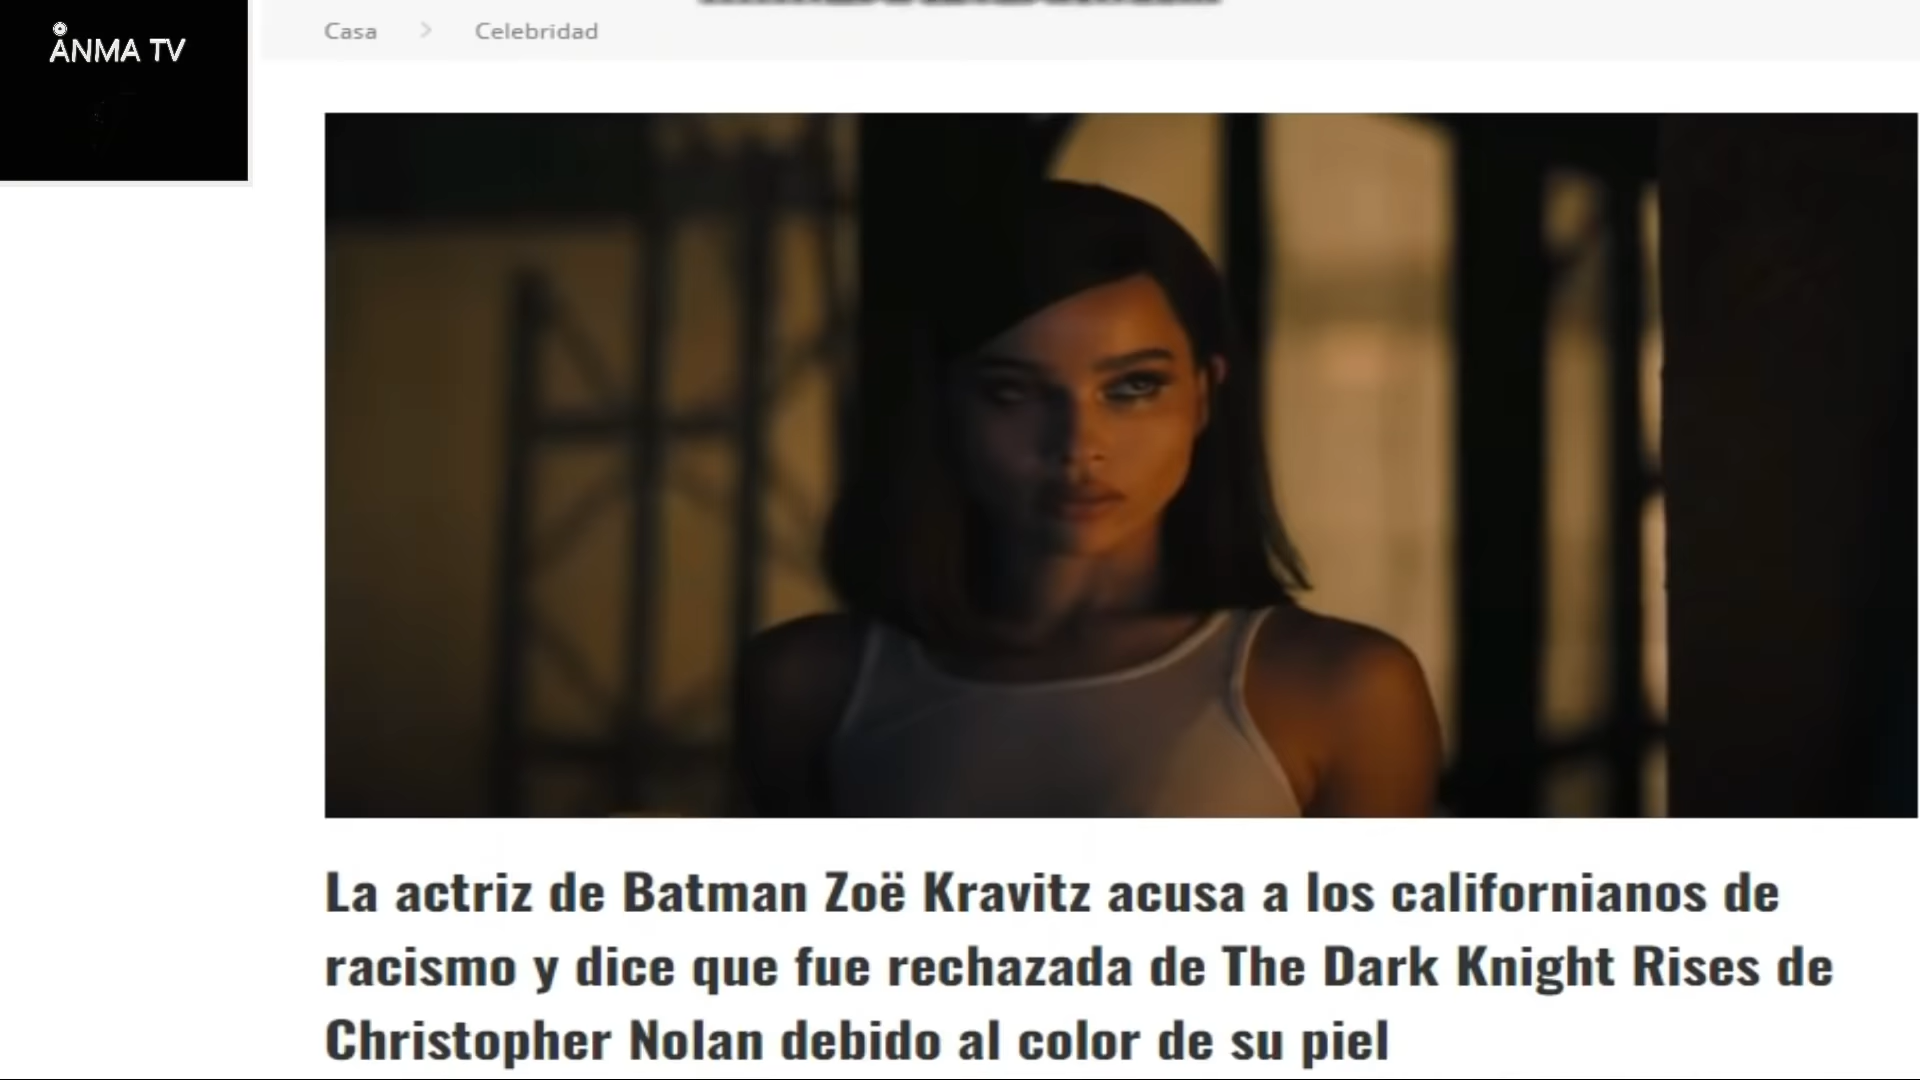 ÅNMA TV
Casa > Celebridad
La actriz de Batman Zoë Kravitz acusa a los californianos de
racismo y dice que fue rechazada de The Dark Knight Rises de
Christopher Nolan debido al color de su piel